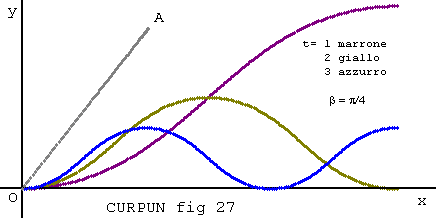 y
A
t= 1 marrone
2 giallo
3 azzurro
β = π/4
O
x
CURPUN fig 27